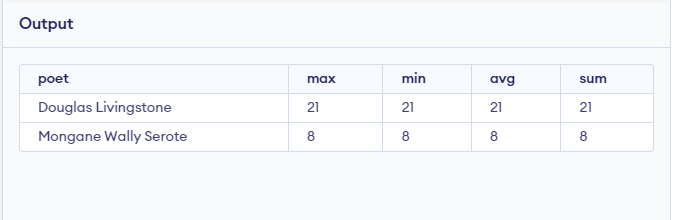 Output
poet max min avg sum
Douglas Livingstone 21 21 21 21
Mongane Wally Serote 8 8 8 8